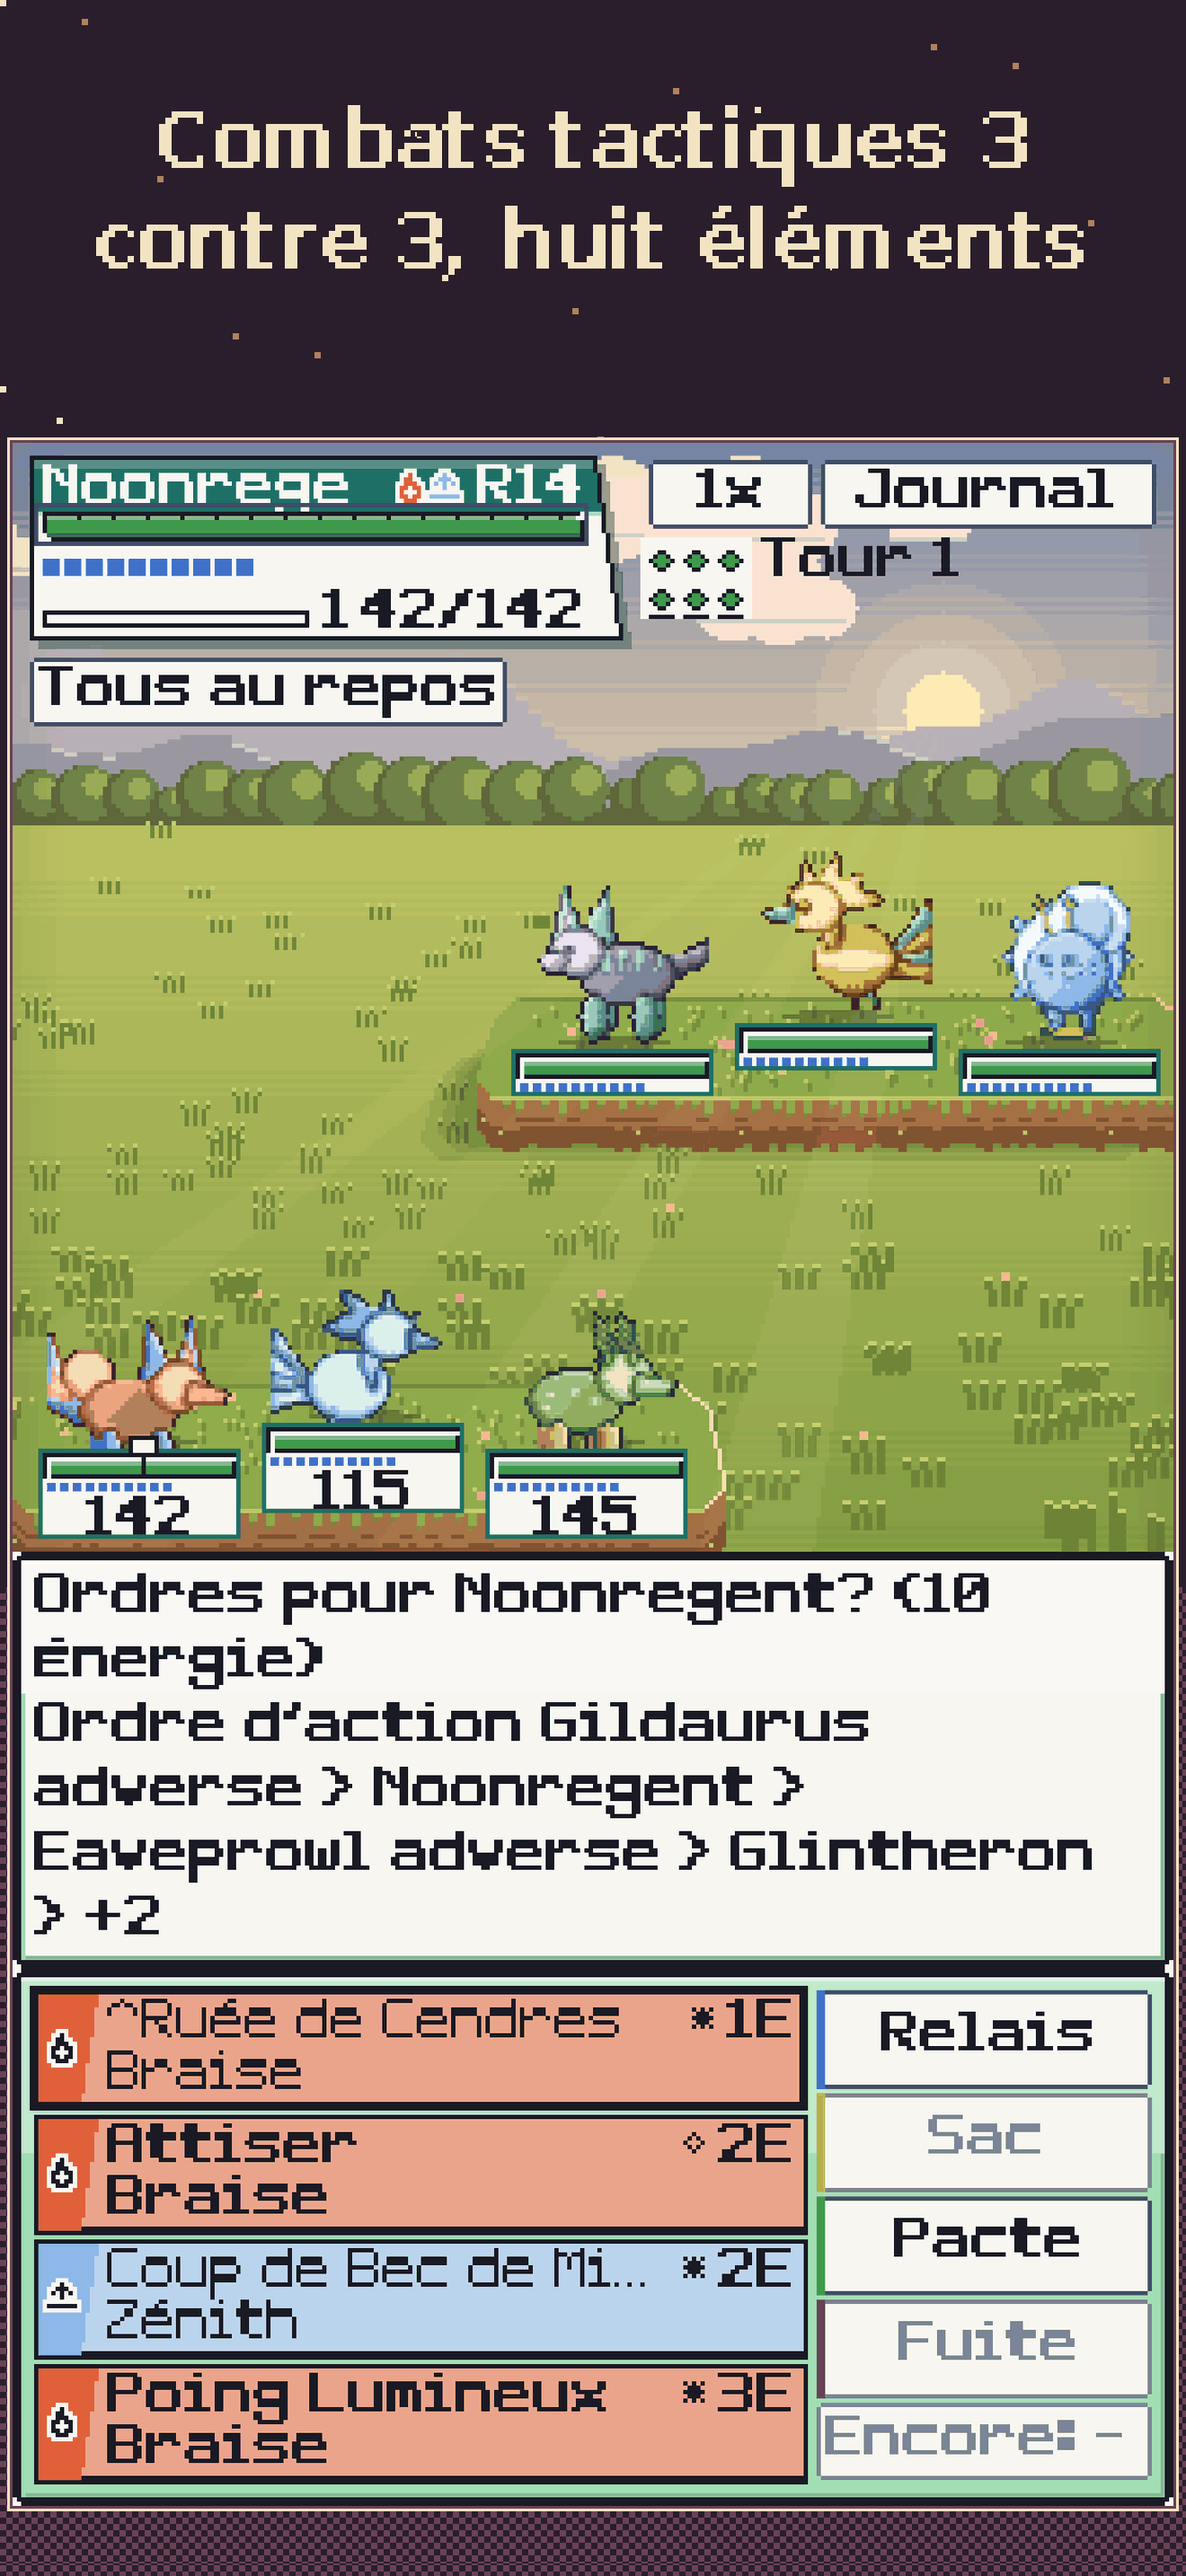 Combats tactiques 3
contre 3, huit éléments
Noonrege R14
1x
Journal
Tour 1
142/142
Tous au repos
142
115
145
Ordres pour Noonregent? (10
énergie)
Ordre d'action Gildaurus
adverse > Noonregent >
Eaveprowl adverse > Glintheron
> +2
^Ruée de Cendres *1E
Braise
Attiser ◇2E
Braise
Coup de Bec de Mi... *2E
Zénith
Poing Lumineux *3E
Braise
Relais
Sac
Pacte
Fuite
Encore: -